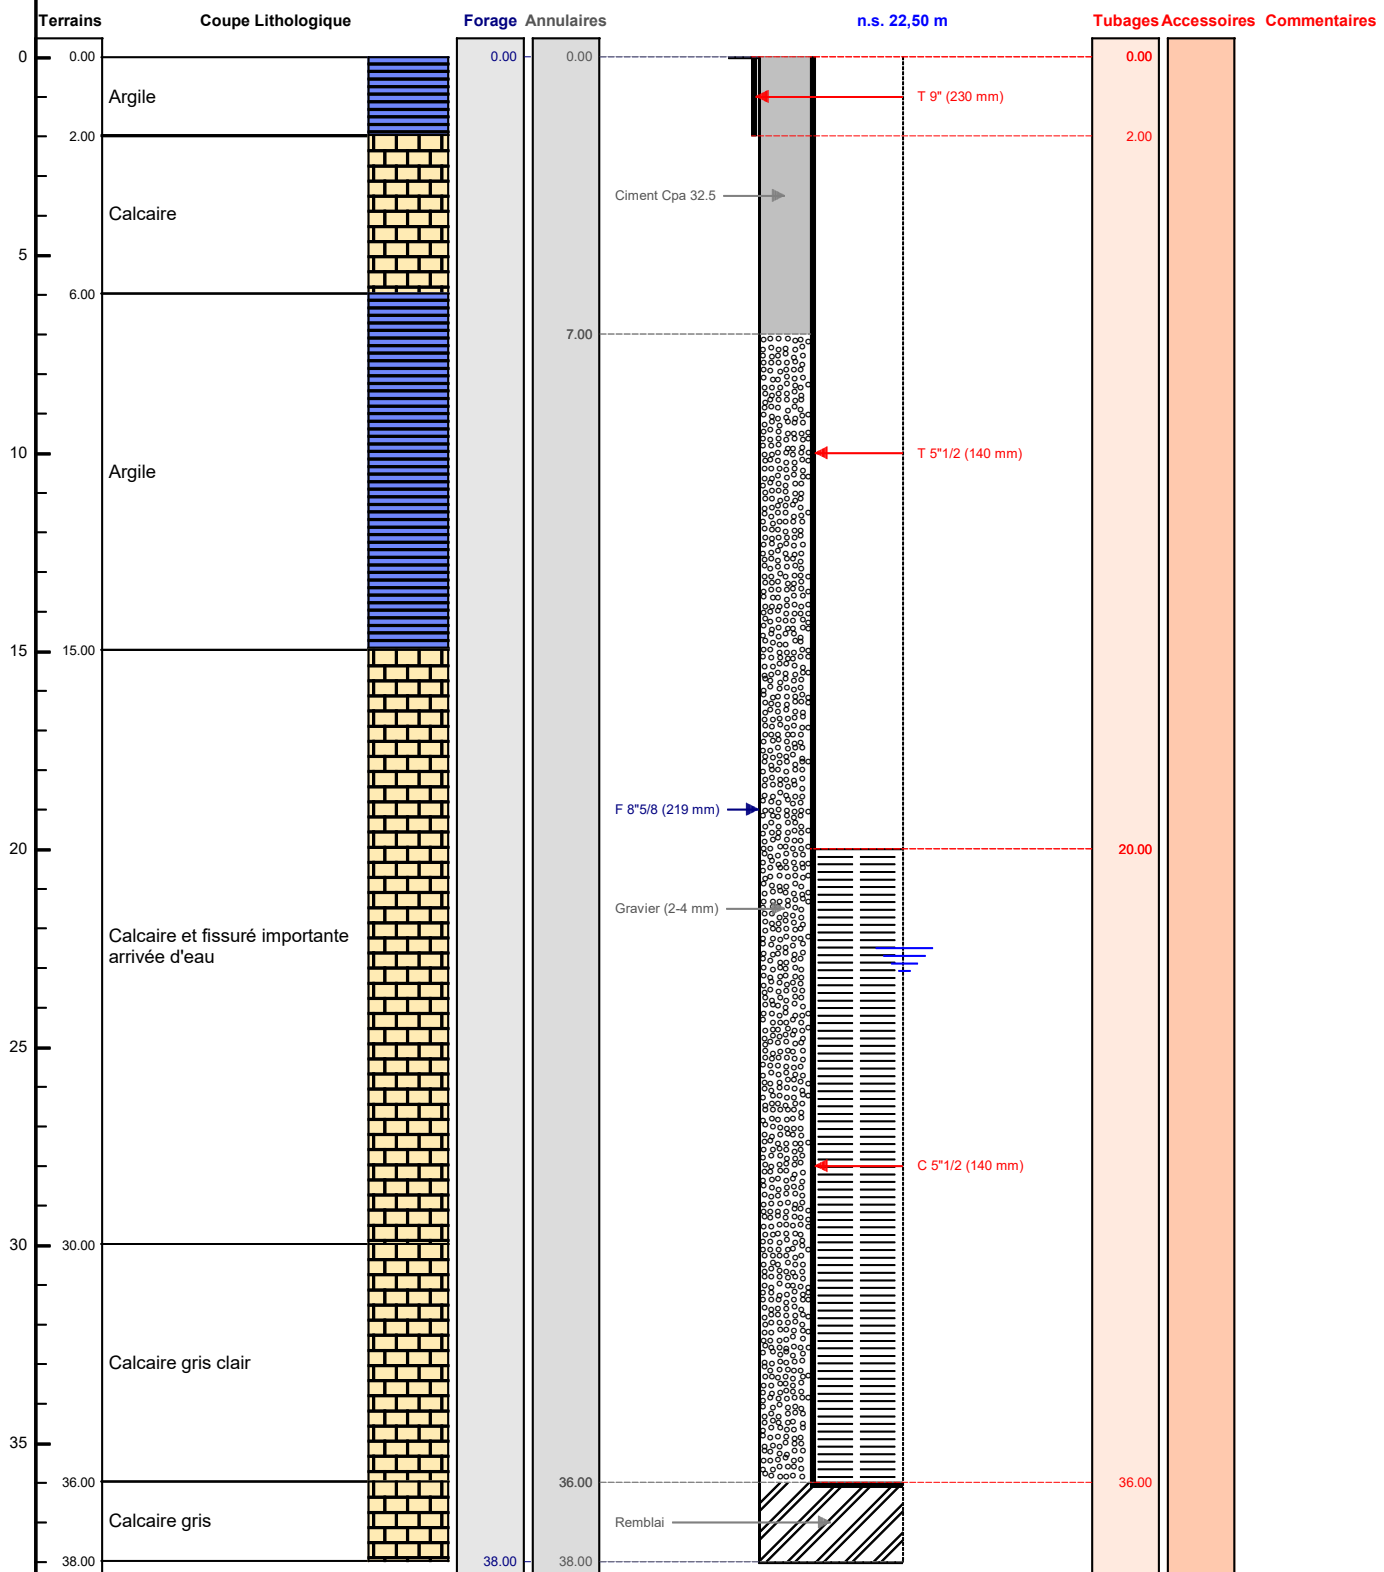 Terrains Coupe Lithologique Forage Annulaires n.s. 22,50 m Tubages Accessoires Commentaires
0 0.00 0.00 0.00 0.00
Argile T 9" (230 mm)
2.00 2.00
Ciment Cpa 32.5
Calcaire
5
6.00
7.00
10 T 5"1/2 (140 mm)
Argile
15 15.00
F 8"5/8 (219 mm)
20 20.00
Gravier (2-4 mm)
Calcaire et fissuré importante
arrivée d'eau
25
C 5"1/2 (140 mm)
30 30.00
Calcaire gris clair
35
36.00 36.00 36.00
Calcaire gris Remblai
38.00 38.00 38.00